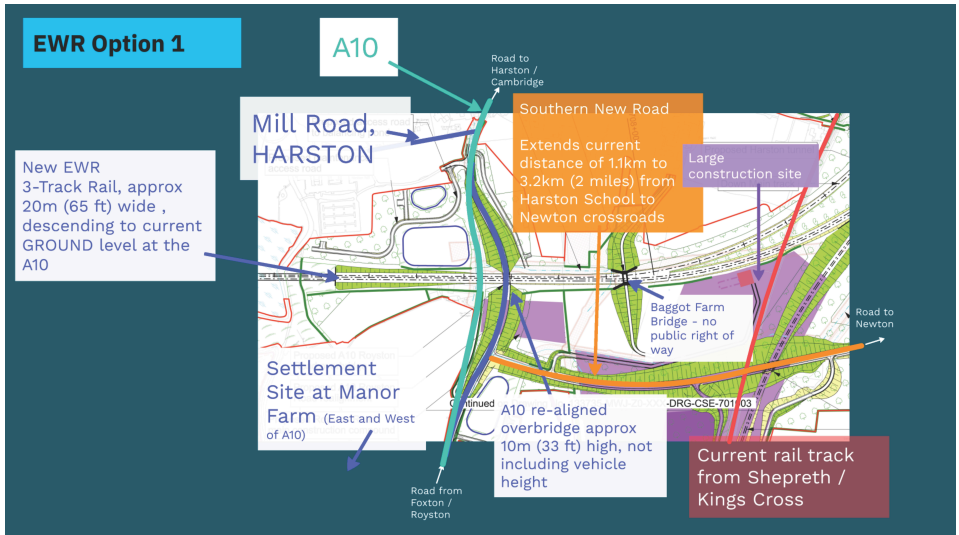 EWR Option 1
A10
Road to
Harston /
Cambridge
Mill Road,
HARSTON
access road
Southern New Road
Extends current
distance of 1.1km to
3.2km (2 miles) from
Harston School to
Newton crossroads
Large
construction site
New EWR
3-Track Rail, approx
20m (65 ft) wide ,
descending to current
GROUND level at the
A10
Baggot Farm
Bridge - no
public right of
way
Road to
Newton
Settlement
Site at Manor
Farm (East and West
of A10)
Continued
-DRG-CSE-701003
A10 re-aligned
overbridge approx
10m (33 ft) high, not
including vehicle
height
Current rail track
from Shepreth /
Kings Cross
Road from
Foxton /
Royston